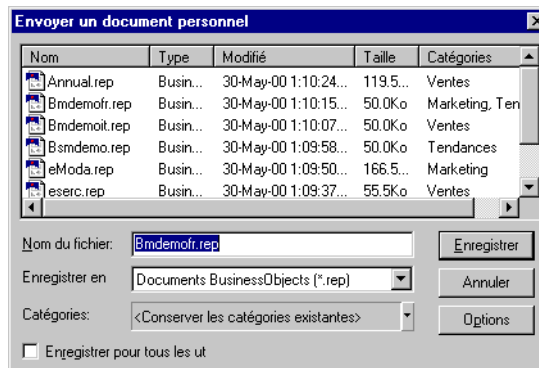 Envoyer un document personnel
Nom Type Modifié Taille Catégories
Annual.rep Busin... 30-May-00 1:10:24... 119.5... Ventes
Bmdemofr.rep Busin... 30-May-00 1:10:15... 50.0Ko Marketing, Ten
Bmdemoit.rep Busin... 30-May-00 1:10:07... 50.0Ko Ventes
Bsmdemo.rep Busin... 30-May-00 1:09:58... 50.0Ko Tendances
eModa.rep Busin... 30-May-00 1:09:50... 166.5... Marketing
eserc.rep Busin... 30-May-00 1:09:37... 55.5Ko Ventes
Nom du fichier: Bmdemofr.rep Enregistrer
Enregistrer en Documents BusinessObjects (*.rep) Annuler
Catégories: <Conserver les catégories existantes> Options
Enregistrer pour tous les ut